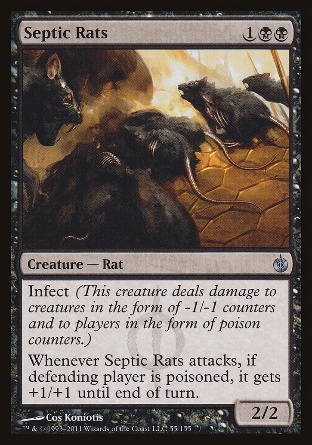 Septic Rats 1
Creature — Rat
Infect (This creature deals damage to
creatures in the form of -1/-1 counters
and to players in the form of poison
counters.)
Whenever Septic Rats attacks, if
defending player is poisoned, it gets
+1/+1 until end of turn.
Cos Koniotis
™ & © 1993–2011 Wizards of the Coast LLC 55/155
2/2